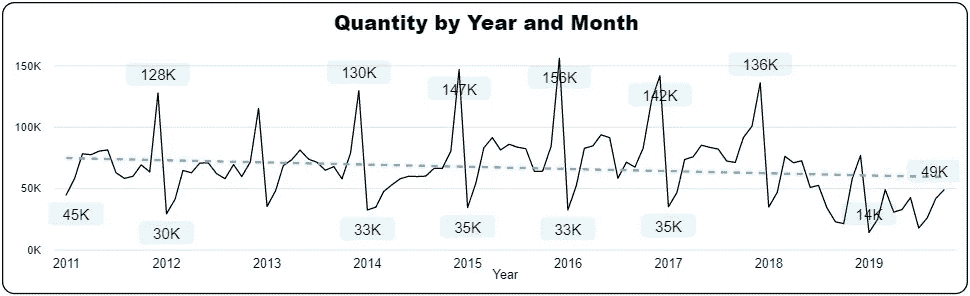 Quantity by Year and Month
150K
100K
50K
0K
128K
130K
147K
156K
142K
136K
49K
45K
30K
33K
35K
33K
35K
14K
2011
2012
2013
2014
2015
2016
2017
2018
2019
Year